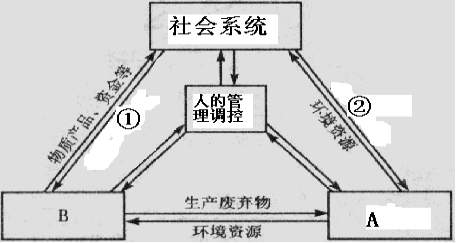 社会系统
物质产品、资金等
①
②
环境资源
人的管
理调控
B
生产废弃物
环境资源
A